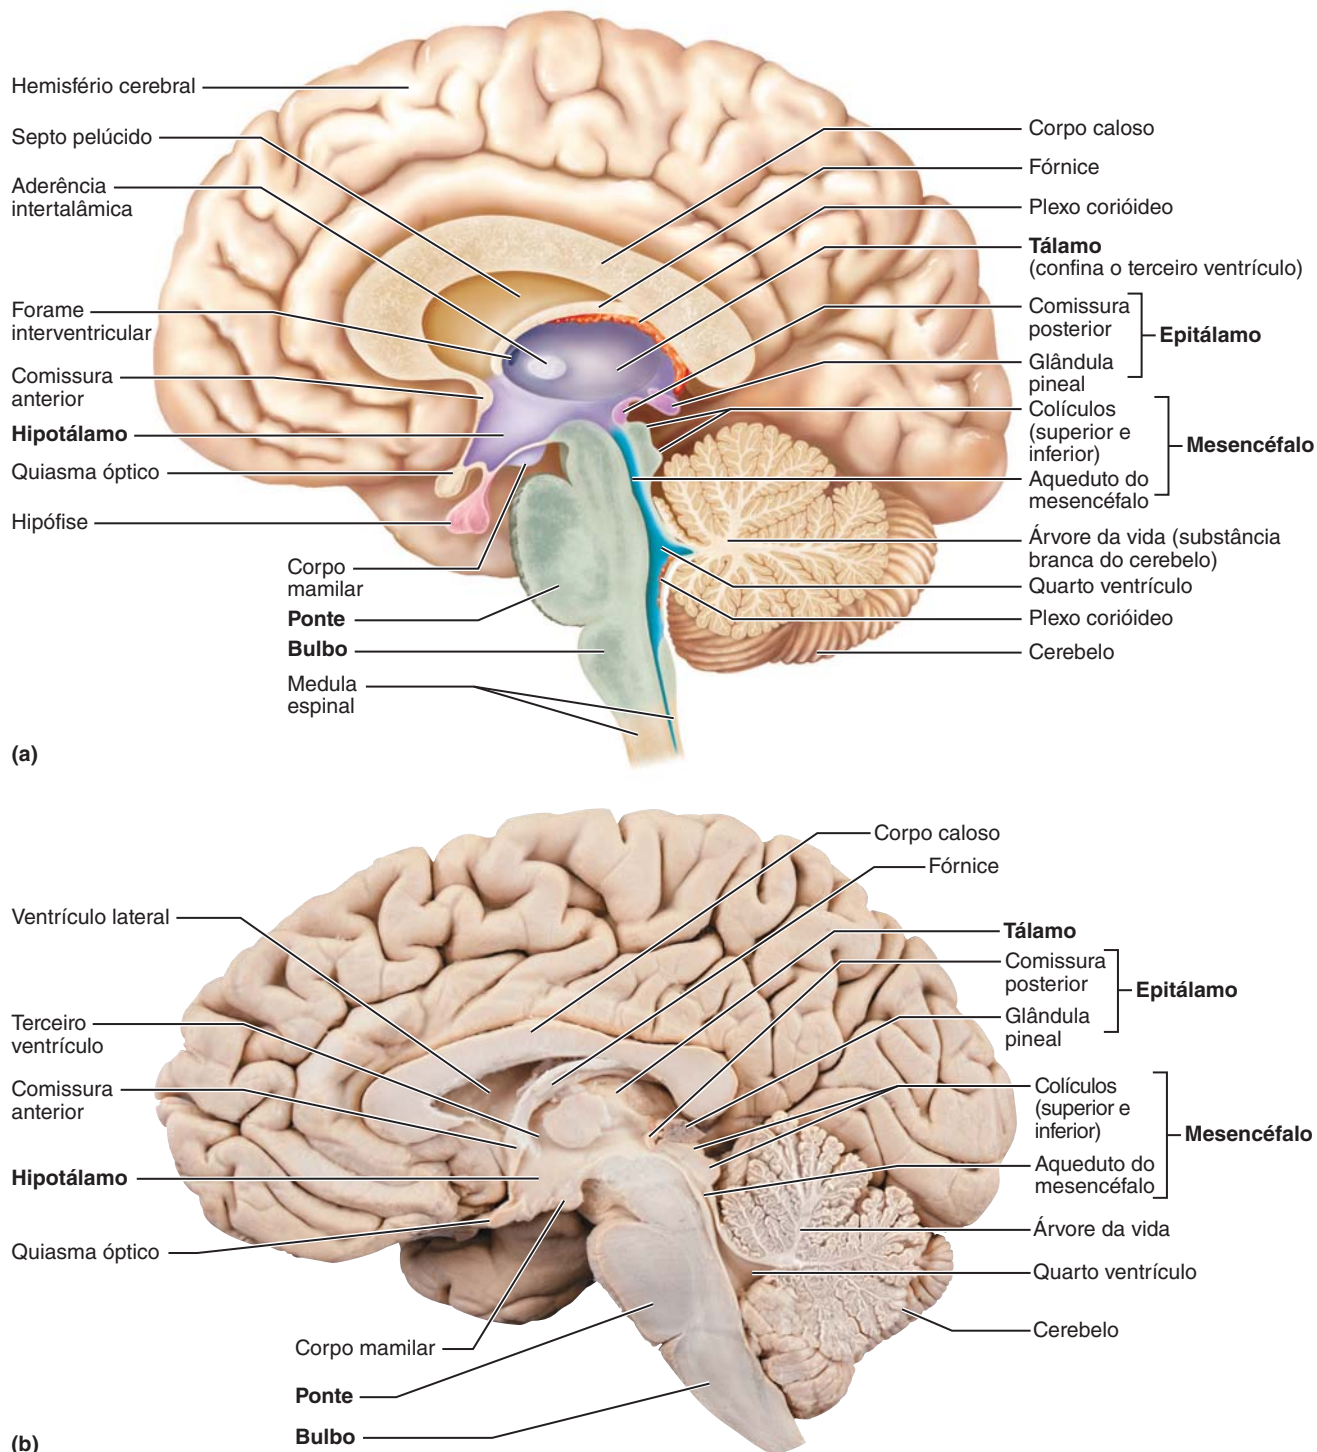 Hemisfério cerebral
Septo pelúcido
Aderência
intertalâmica
Forame
interventricular
Comissura
anterior
Hipotálamo
Quiasma óptico
Hipófise
Corpo
mamilar
Ponte
Bulbo
Medula
espinal
Corpo caloso
Fórnice
Plexo corióideo
Tálamo
(confina o terceiro ventrículo)
Comissura
posterior
Glândula
pineal
Epitálamo
Colículos
(superior e
inferior)
Aqueduto do
mesencéfalo
Mesencéfalo
Árvore da vida (substância
branca do cerebelo)
Quarto ventrículo
Plexo corióideo
Cerebelo
(a)
Ventrículo lateral
Terceiro
ventrículo
Comissura
anterior
Hipotálamo
Quiasma óptico
Corpo mamilar
Ponte
Bulbo
Corpo caloso
Fórnice
Tálamo
Comissura
posterior
Glândula
pineal
Epitálamo
Colículos
(superior e
inferior)
Aqueduto do
mesencéfalo
Mesencéfalo
Árvore da vida
Quarto ventrículo
Cerebelo
(b)